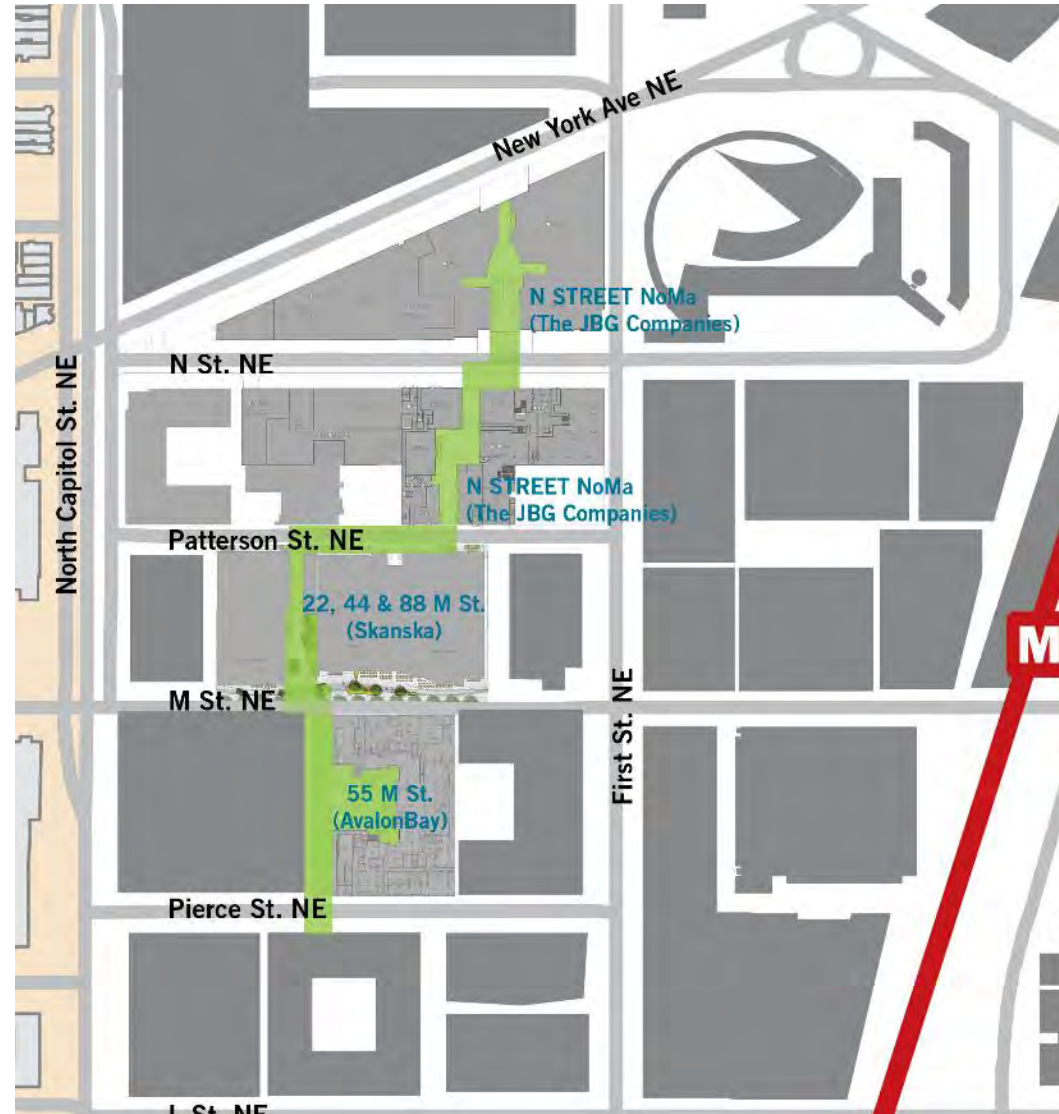 New York Ave NE
N STREET NoMa
(The JBG Companies)
N St. NE
North Capitol St. NE
N STREET NoMa
(The JBG Companies)
Patterson St. NE
22, 44 & 88 M St.
(Skanska)
M
M St. NE
First St. NE
55 M St.
(AvalonBay)
Pierce St. NE
L St. NE